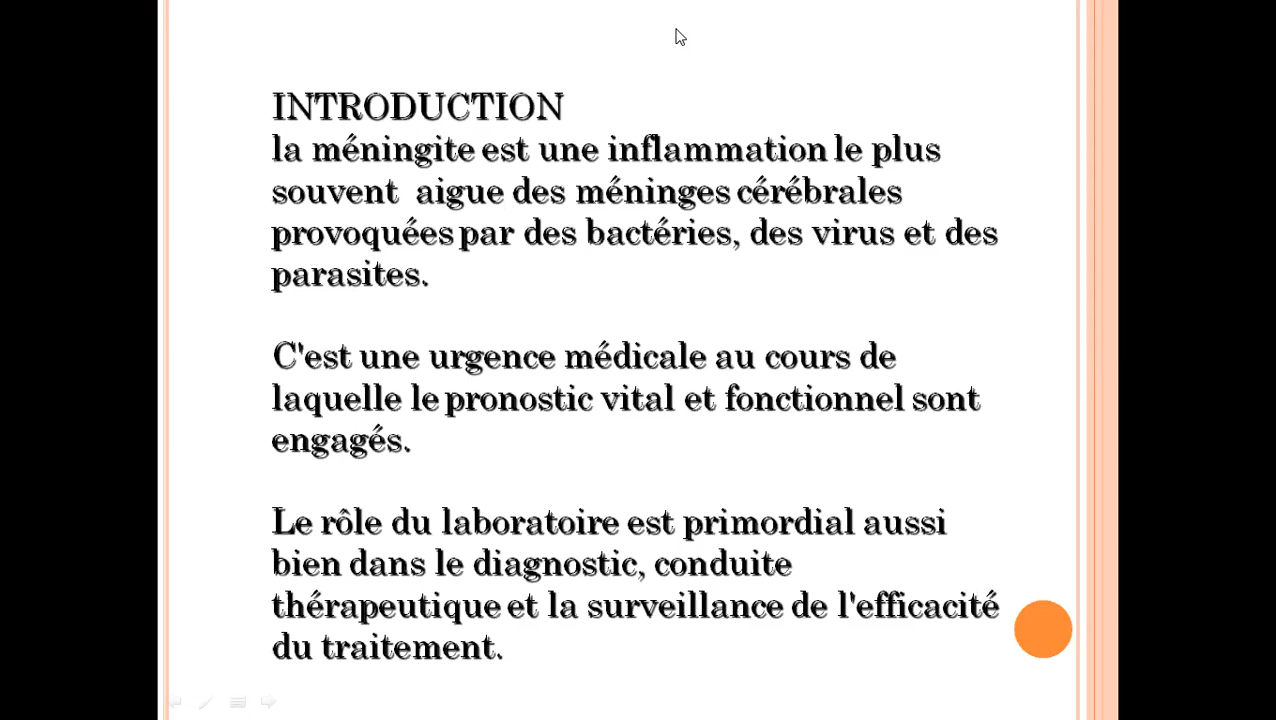 INTRODUCTION
la méningite est une inflammation le plus
souvent aigue des méninges cérébrales
provoquées par des bactéries, des virus et des
parasites.
C'est une urgence médicale au cours de
laquelle le pronostic vital et fonctionnel sont
engagés.
Le rôle du laboratoire est primordial aussi
bien dans le diagnostic, conduite
thérapeutique et la surveillance de l'efficacité
du traitement.